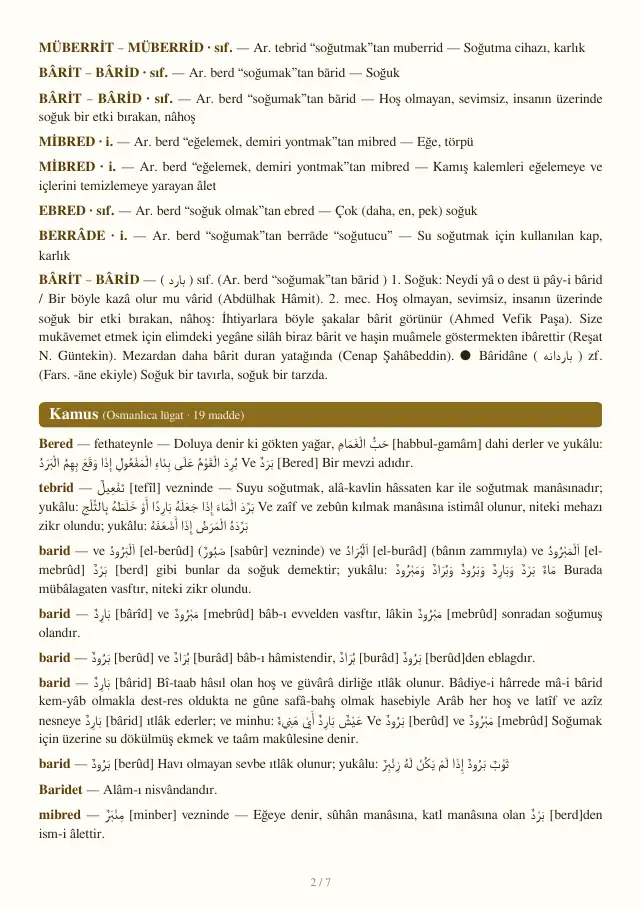 MÜBERRİT – MÜBERRİD · sıf. — Ar. tebrid “soğutmak”tan muberrid — Soğutma cihazı, karlık
BÂRİT – BÂRİD · sıf. — Ar. berd “soğumak”tan bārid — Soğuk
BÂRİT – BÂRİD · sıf. — Ar. berd “soğumak”tan bārid — Hoş olmayan, sevimsiz, insanın üzerinde
soğuk bir etki bırakan, nâhoş
MİBRED · i. — Ar. berd “eğelemek, demiri yontmak”tan mibred — Eğe, törpü
MİBRED · i. — Ar. berd “eğelemek, demiri yontmak”tan mibred — Kamış kalemleri eğelemeye ve
içlerini temizlemeye yarayan âlet
EBRED · sıf. — Ar. berd “soğuk olmak”tan ebred — Çok (daha, en, pek) soğuk
BERRÂDE · i. — Ar. berd “soğumak”tan berrāde “soğutucu” — Su soğutmak için kullanılan kap,
karlık
BÂRİT – BÂRİD — ( بارد ) sıf. (Ar. berd “soğumak”tan bārid ) 1. Soğuk: Neydi yâ o dest ü pây-i bârid
/ Bir böyle kazâ olur mu vârid (Abdülhak Hâmit). 2. mec. Hoş olmayan, sevimsiz, insanın üzerinde
soğuk bir etki bırakan, nâhoş: İhtiyarlara böyle şakalar bârit görünür (Ahmed Vefik Paşa). Size
mukāvemet etmek için elimdeki yegâne silâh biraz bârit ve haşin muâmele göstermekten ibârettir (Reşat
N. Güntekin). Mezardan daha bârit duran yatağında (Cenap Şahâbeddin). ● Bâridâne ( باردانه ) zf.
(Fars. -āne ekiyle) Soğuk bir tavırla, soğuk bir tarzda.
Kamus (Osmanlıca lügat · 19 madde)
Bered — fethateynle — Doluya denir ki gökten yağar, حَبُّ الْغَمَامِ [habbul-gamâm] dahi derler ve yukâlu:
بُرِدَ الْقَوْمُ عَلَى بِنَاءِ الْمَفْعُولِ إِذَا وَقَعَ بِهِمُ الْبَرَدُ Ve بَرَدٌ [Bered] Bir mevzi adıdır.
tebrid — تَفْعِيلٌ [tefîl] vezninde — Suyu soğutmak, alâ-kavlin hâssaten kar ile soğutmak manâsınadır;
yukâlu: بَرَّدَ الْمَاءَ إِذَا جَعَلَهُ بَارِدًا أَوْ خَلَطَهُ بِالثَّلْجِ Ve zaîf ve zebûn kılmak manâsına istimâl olunur, niteki mehazı
zikr olundu; yukâlu: بَرَّدَهُ الْمَرَضُ إِذَا أَضْعَفَهُ
barid — ve اَلْبَرُودُ [el-berûd] (صَبُورٌ [sabûr] vezninde) ve اَلْبُرَادُ [el-burâd] (bânın zammıyla) ve اَلْمَبْرُودُ [el-
mebrûd] بَرْدٌ [berd] gibi bunlar da soğuk demektir; yukâlu: مَاءٌ بَرْدٌ وَبَارِدٌ وَبَرُودٌ وَبُرَادٌ وَمَبْرُودٌ Burada
mübâlagaten vasftır, niteki zikr olundu.
barid — بَارِدٌ [bârîd] ve مَبْرُودٌ [mebrûd] bâb-ı evvelden vasftır, lâkin مَبْرُودٌ [mebrûd] sonradan soğumuş
olandır.
barid — بَرُودٌ [berûd] ve بُرَادٌ [burâd] bâb-ı hâmistendir, بُرَادٌ [burâd] بَرُودٌ [berûd]den eblagdır.
barid — بَارِدٌ [bârid] Bî-taab hâsıl olan hoş ve güvârâ dirliğe ıtlâk olunur. Bâdiye-i hârrede mâ-i bârid
kem-yâb olmakla dest-res oldukta ne gûne safâ-bahş olmak hasebiyle Arâb her hoş ve latîf ve azîz
nesneye بَارِدٌ [bârid] ıtlâk ederler; ve minhu: عَيْشٌ بَارِدٌ أَيْ هَنِيءٌ Ve بَرُودٌ [berûd] ve مَبْرُودٌ [mebrûd] Soğumak
için üzerine su dökülmüş ekmek ve taâm makûlesine denir.
barid — بَرُودٌ [berûd] Havı olmayan sevbe ıtlâk olunur; yukâlu: ثَوْبٌ بَرُودٌ إِذَا لَمْ يَكُنْ لَهُ زِئْبِرٌ
Baridet — Alâm-ı nisvândandır.
mibred — مِنْبَرٌ [minber] vezninde — Eğeye denir, sûhân manâsına, katl manâsına olan بَرْدٌ [berd]den
ism-i âlettir.
2 / 7